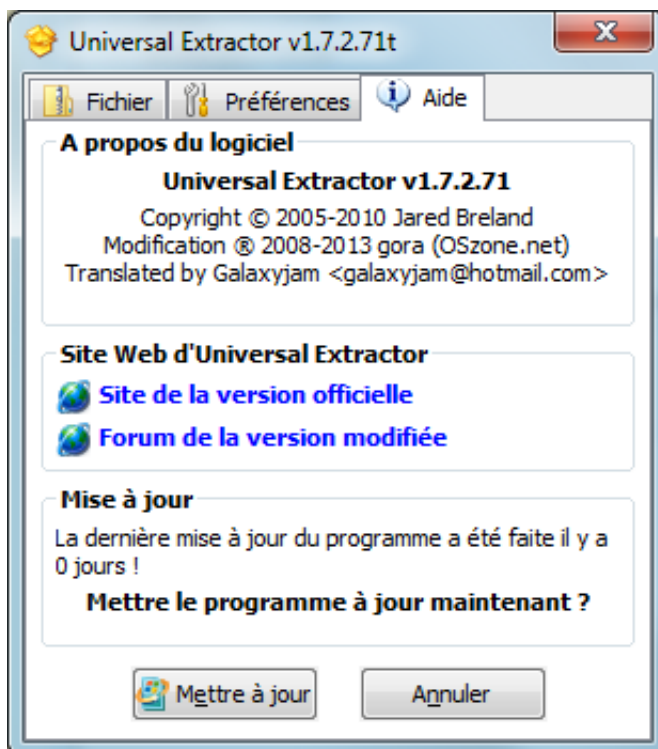 Universal Extractor v1.7.2.71t
Fichier Préférences Aide
A propos du logiciel
Universal Extractor v1.7.2.71
Copyright © 2005-2010 Jared Breland
Modification ® 2008-2013 gora (OSzone.net)
Translated by Galaxyjam <galaxyjam@hotmail.com>
Site Web d'Universal Extractor
Site de la version officielle
Forum de la version modifiée
Mise à jour
La dernière mise à jour du programme a été faite il y a
0 jours !
Mettre le programme à jour maintenant ?
Mettre à jour Annuler